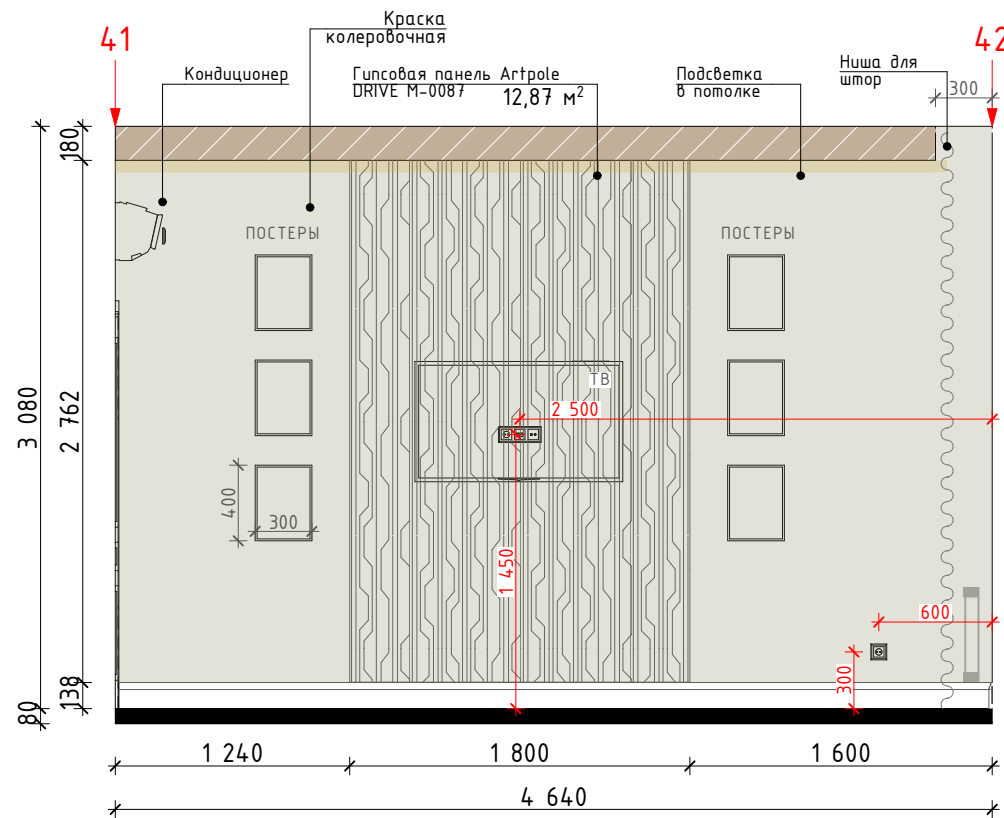 41
Краска
колеровочная
42
Кондиционер
Гипсовая панель Artpole
DRIVE M-0087
12,87 м²
Подсветка
в потолке
Ниша для
штор
300
180
ПОСТЕРЫ
ПОСТЕРЫ
ТВ
2 500
3 080
2 762
400
300
1 450
600
300
138
80
1 240
1 800
1 600
4 640